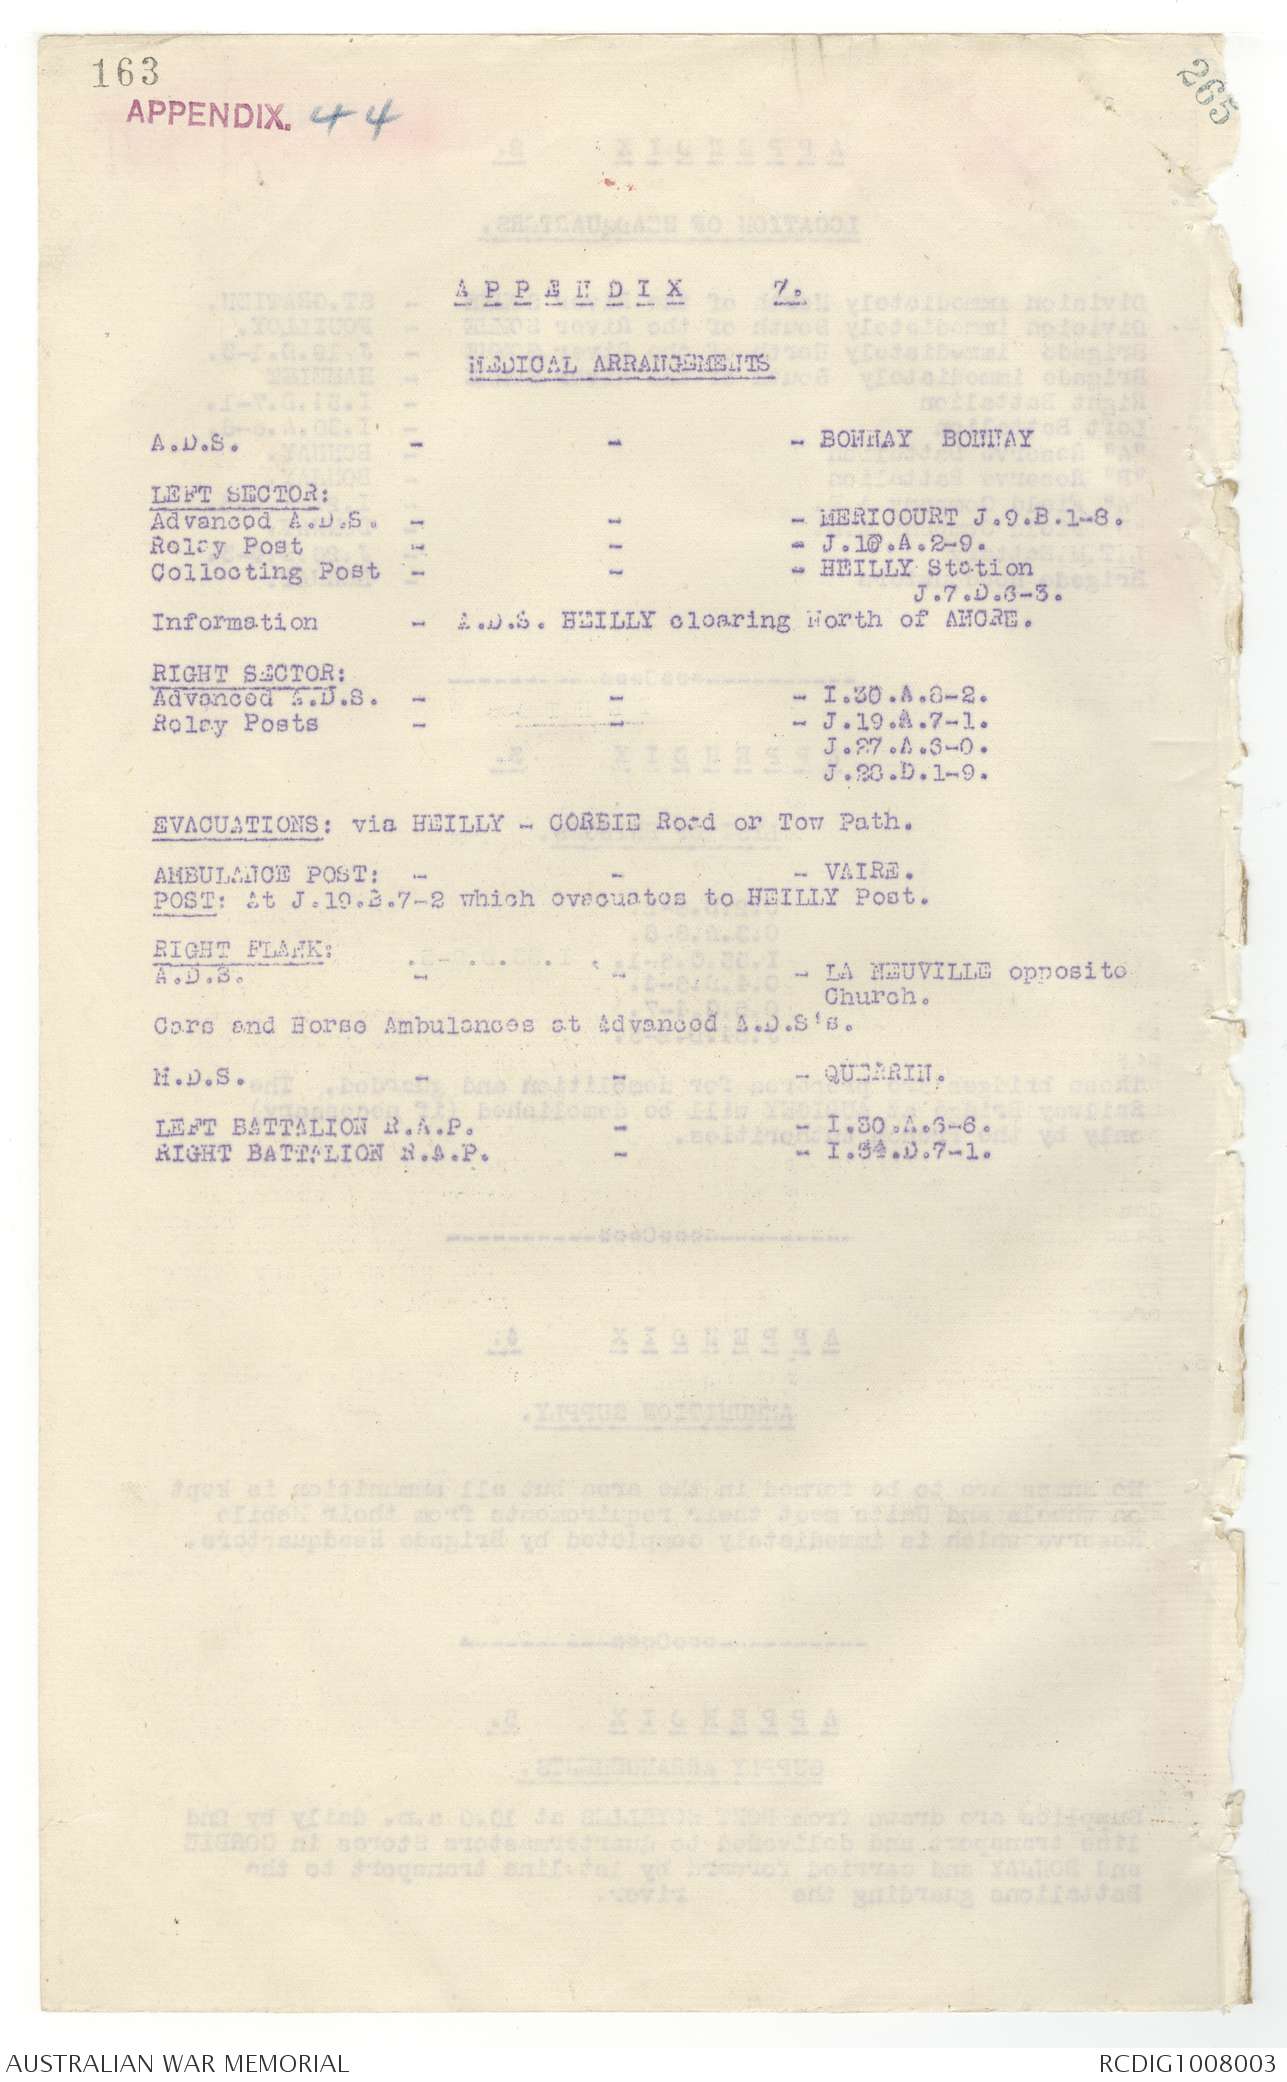 163
265
APPENDIX. 44
APPENDIX 7.
MEDICAL ARRANGEMENTS
A.D.S. - - - BONNAY BONNAY
LEFT SECTOR:
Advanced A.D.S. - - - MERICOURT J.9.B.1-8.
Relay Post - - - J.10.A.2-9.
Collecting Post - - - HEILLY Station
J.7.D.6-3.
Information - A.D.S. HEILLY clearing North of ANCRE.
RIGHT SECTOR:
Advanced A.D.S. - - - I.30.A.8-2.
Relay Posts - - - J.19.A.7-1.
J.27.A.6-0.
J.28.D.1-9.
EVACUATIONS: via HEILLY - CORBIE Road or Tow Path.
AMBULANCE POST: - - - VAIRE.
POST: At J.19.B.7-2 which evacuates to HEILLY Post.
RIGHT FLANK:
A.D.S. - - - LA NEUVILLE opposite
Church.
Cars and Horse Ambulances at Advanced A.D.S's.
M.D.S. - - - QUERRIN.
LEFT BATTALION R.A.P. - - I.30.A.6-6.
RIGHT BATTALION R.A.P. - - I.34.D.7-1.
AUSTRALIAN WAR MEMORIAL
RCDIG1008003